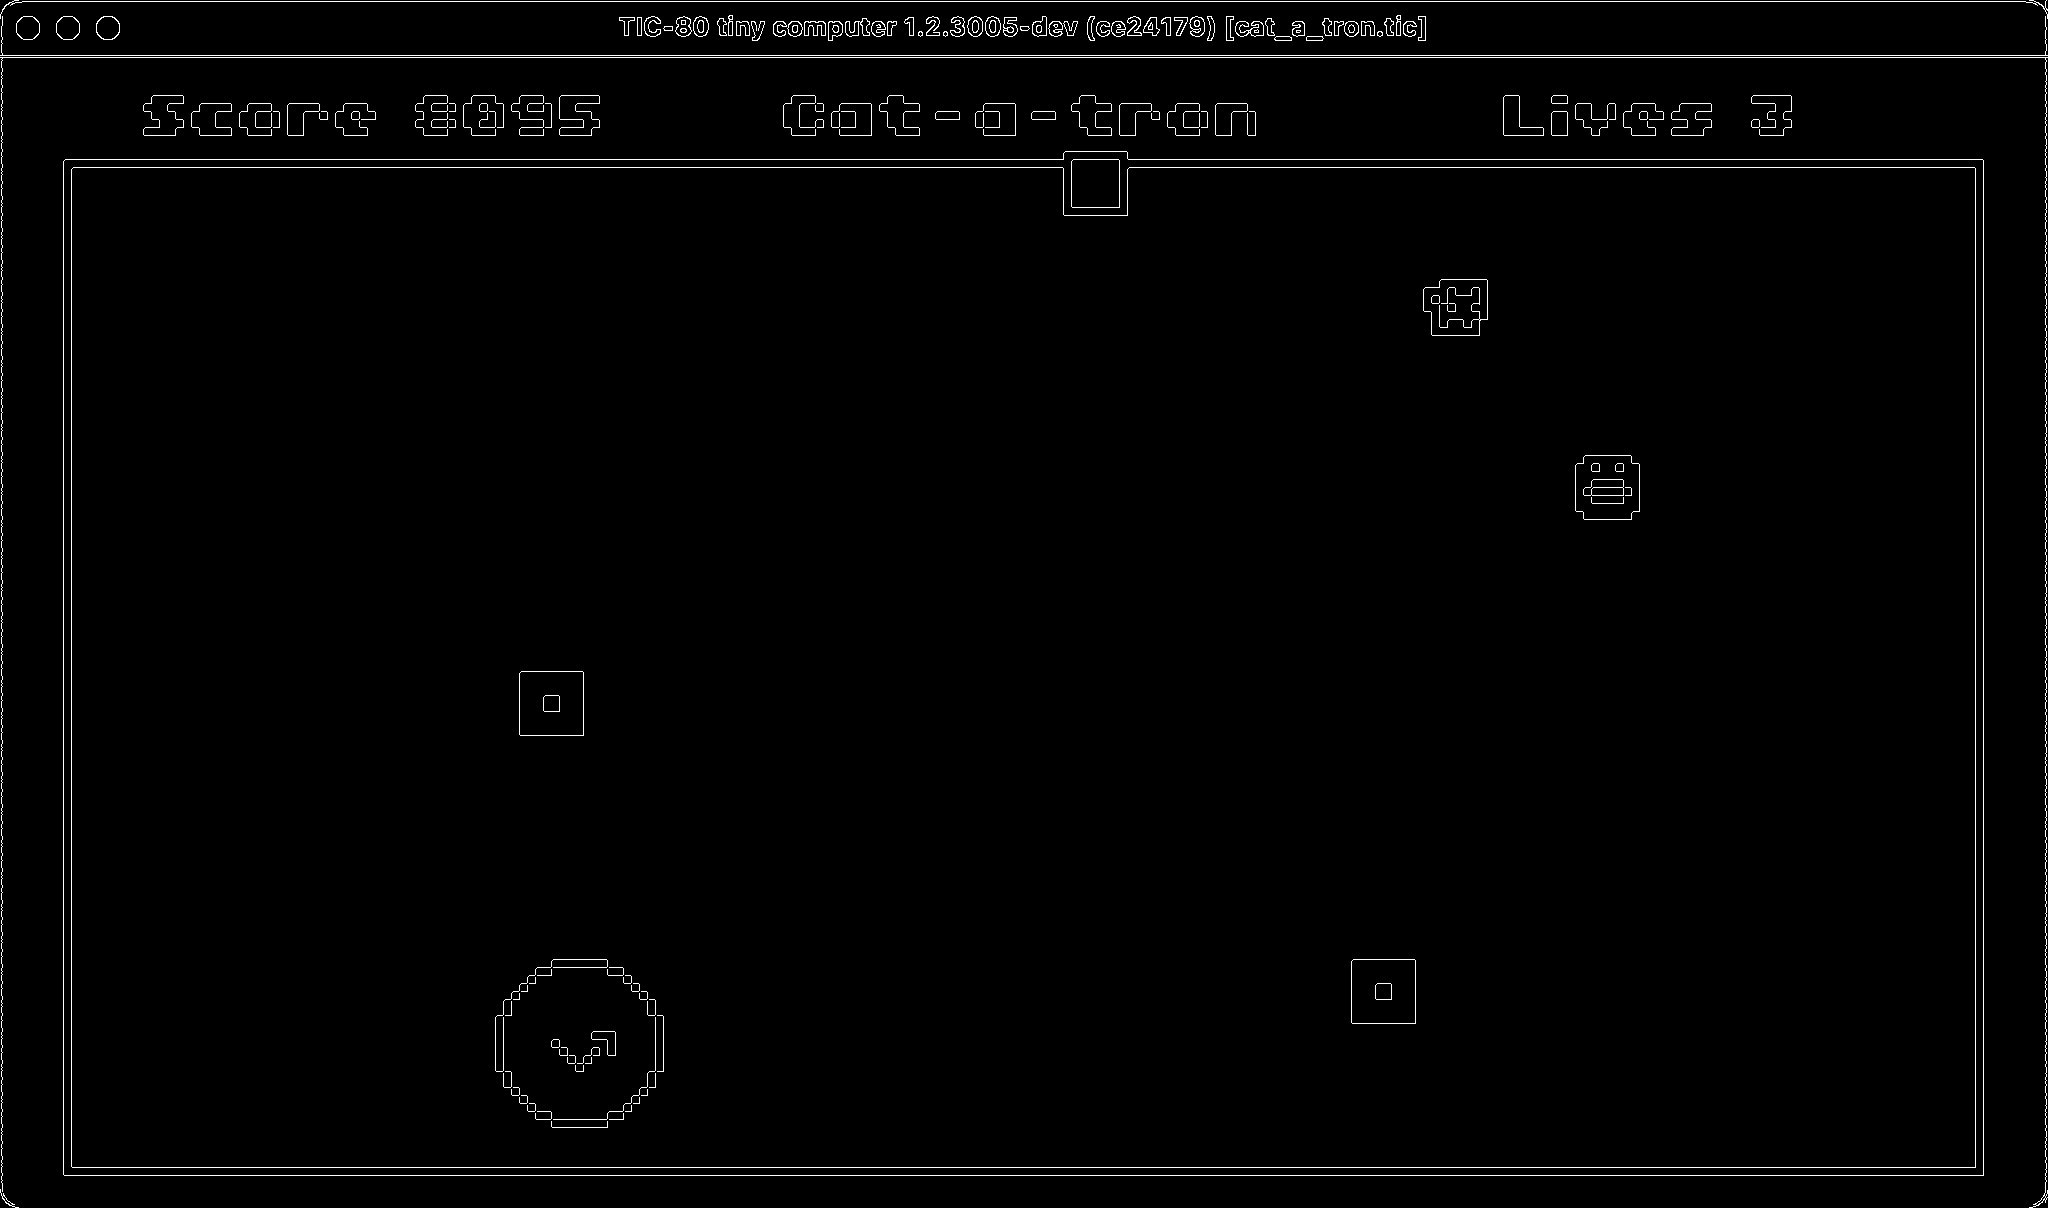 TIC-80 tiny computer 1.2.3005-dev (ce24179) [cat_a_tron.tic]
Score 8095 Cat-a-tron Lives 3